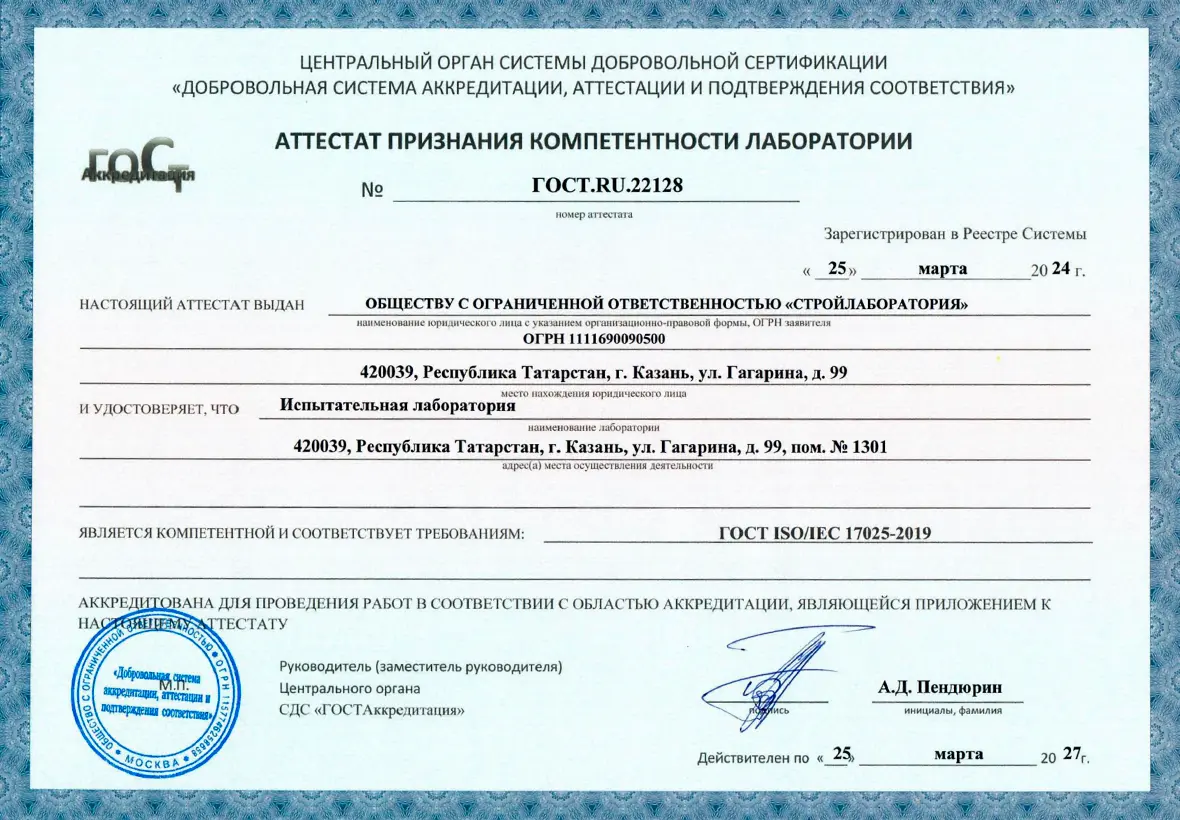 ЦЕНТРАЛЬНЫЙ ОРГАН СИСТЕМЫ ДОБРОВОЛЬНОЙ СЕРТИФИКАЦИИ
«ДОБРОВОЛЬНАЯ СИСТЕМА АККРЕДИТАЦИИ, АТТЕСТАЦИИ И ПОДТВЕРЖДЕНИЯ СООТВЕТСТВИЯ»
АТТЕСТАТ ПРИЗНАНИЯ КОМПЕТЕНТНОСТИ ЛАБОРАТОРИИ
ГОСТ
Аккредитация
№ ГОСТ.RU.22128
номер аттестата
Зарегистрирован в Реестре Системы
« 25 » марта 20 24 г.
НАСТОЯЩИЙ АТТЕСТАТ ВЫДАН ОБЩЕСТВУ С ОГРАНИЧЕННОЙ ОТВЕТСТВЕННОСТЬЮ «СТРОЙЛАБОРАТОРИЯ»
наименование юридического лица с указанием организационно-правовой формы, ОГРН заявителя
ОГРН 1111690090500
420039, Республика Татарстан, г. Казань, ул. Гагарина, д. 99
место нахождения юридического лица
И УДОСТОВЕРЯЕТ, ЧТО Испытательная лаборатория
наименование лаборатории
420039, Республика Татарстан, г. Казань, ул. Гагарина, д. 99, пом. № 1301
адрес(а) места осуществления деятельности
ЯВЛЯЕТСЯ КОМПЕТЕНТНОЙ И СООТВЕТСТВУЕТ ТРЕБОВАНИЯМ: ГОСТ ISO/IEC 17025-2019
АККРЕДИТОВАНА ДЛЯ ПРОВЕДЕНИЯ РАБОТ В СООТВЕТСТВИИ С ОБЛАСТЬЮ АККРЕДИТАЦИИ, ЯВЛЯЮЩЕЙСЯ ПРИЛОЖЕНИЕМ К
НАСТОЯЩЕМУ АТТЕСТАТУ
ОБЩЕСТВО С ОГРАНИЧЕННОЙ ОТВЕТСТВЕННОСТЬЮ • ОГРН 1157746258658
«Добровольная система
аккредитации, аттестации и
подтверждения соответствия»
• МОСКВА •
М.П.
Руководитель (заместитель руководителя)
Центрального органа
СДС «ГОСТАккредитация»
подпись
А.Д. Пендюрин
инициалы, фамилия
Действителен по « 25 » марта 20 27 г.